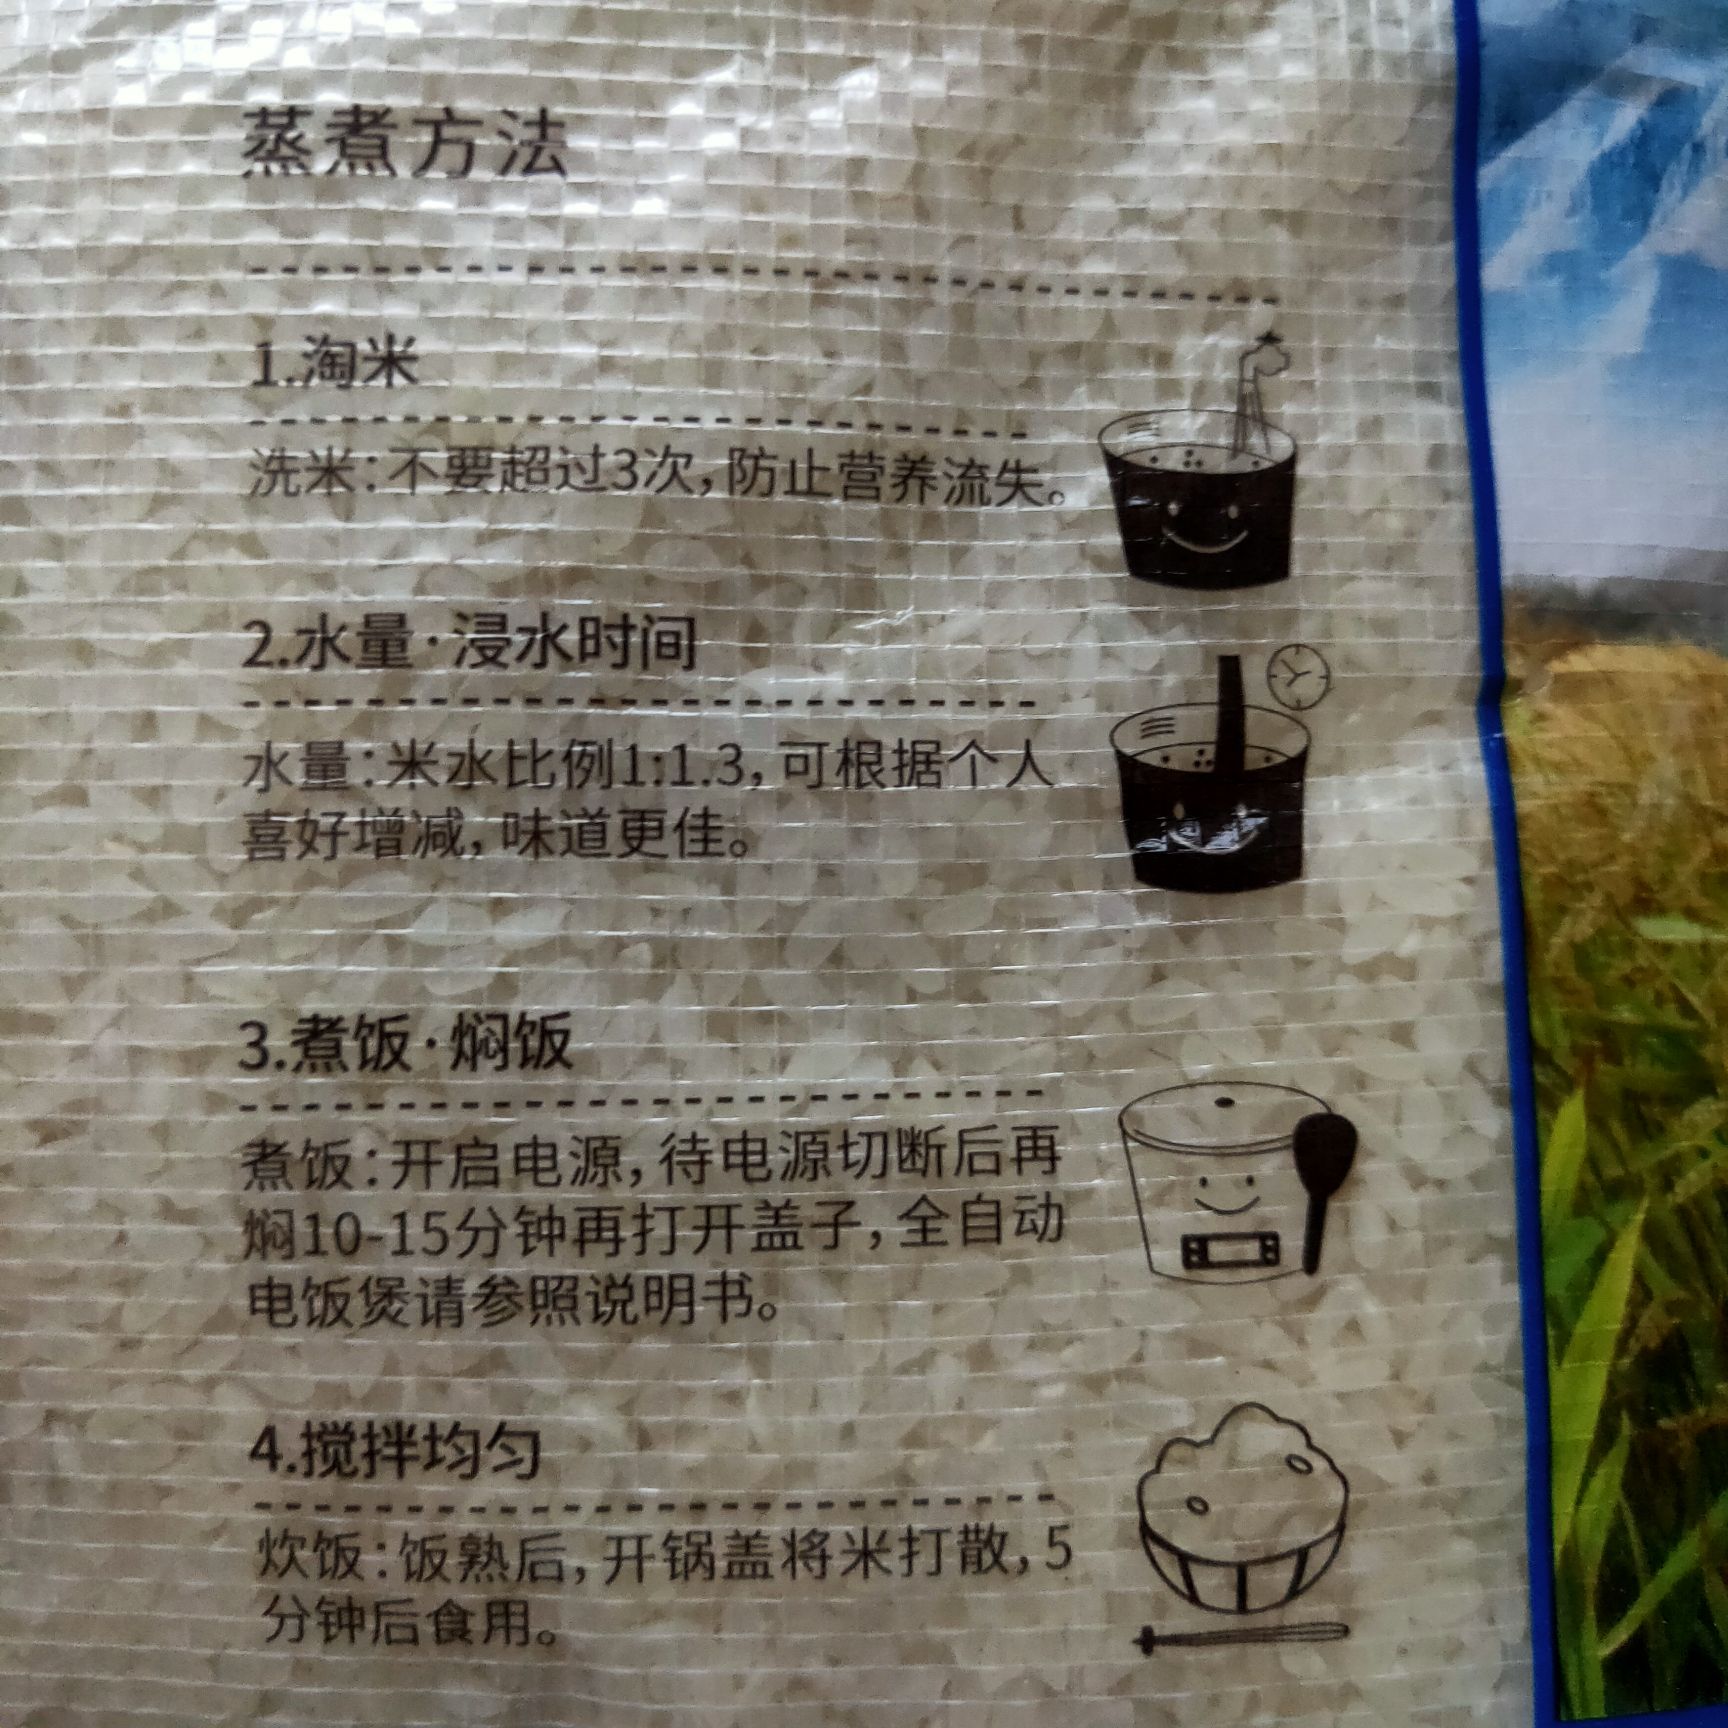 蒸煮方法
1.淘米
洗米：不要超过3次，防止营养流失。
2.水量·浸水时间
水量：米水比例1:1.3，可根据个人
喜好增减，味道更佳。
3.煮饭·焖饭
煮饭：开启电源，待电源切断后再
焖10-15分钟再打开盖子，全自动
电饭煲请参照说明书。
4.搅拌均匀
炊饭：饭熟后，开锅盖将米打散，5
分钟后食用。